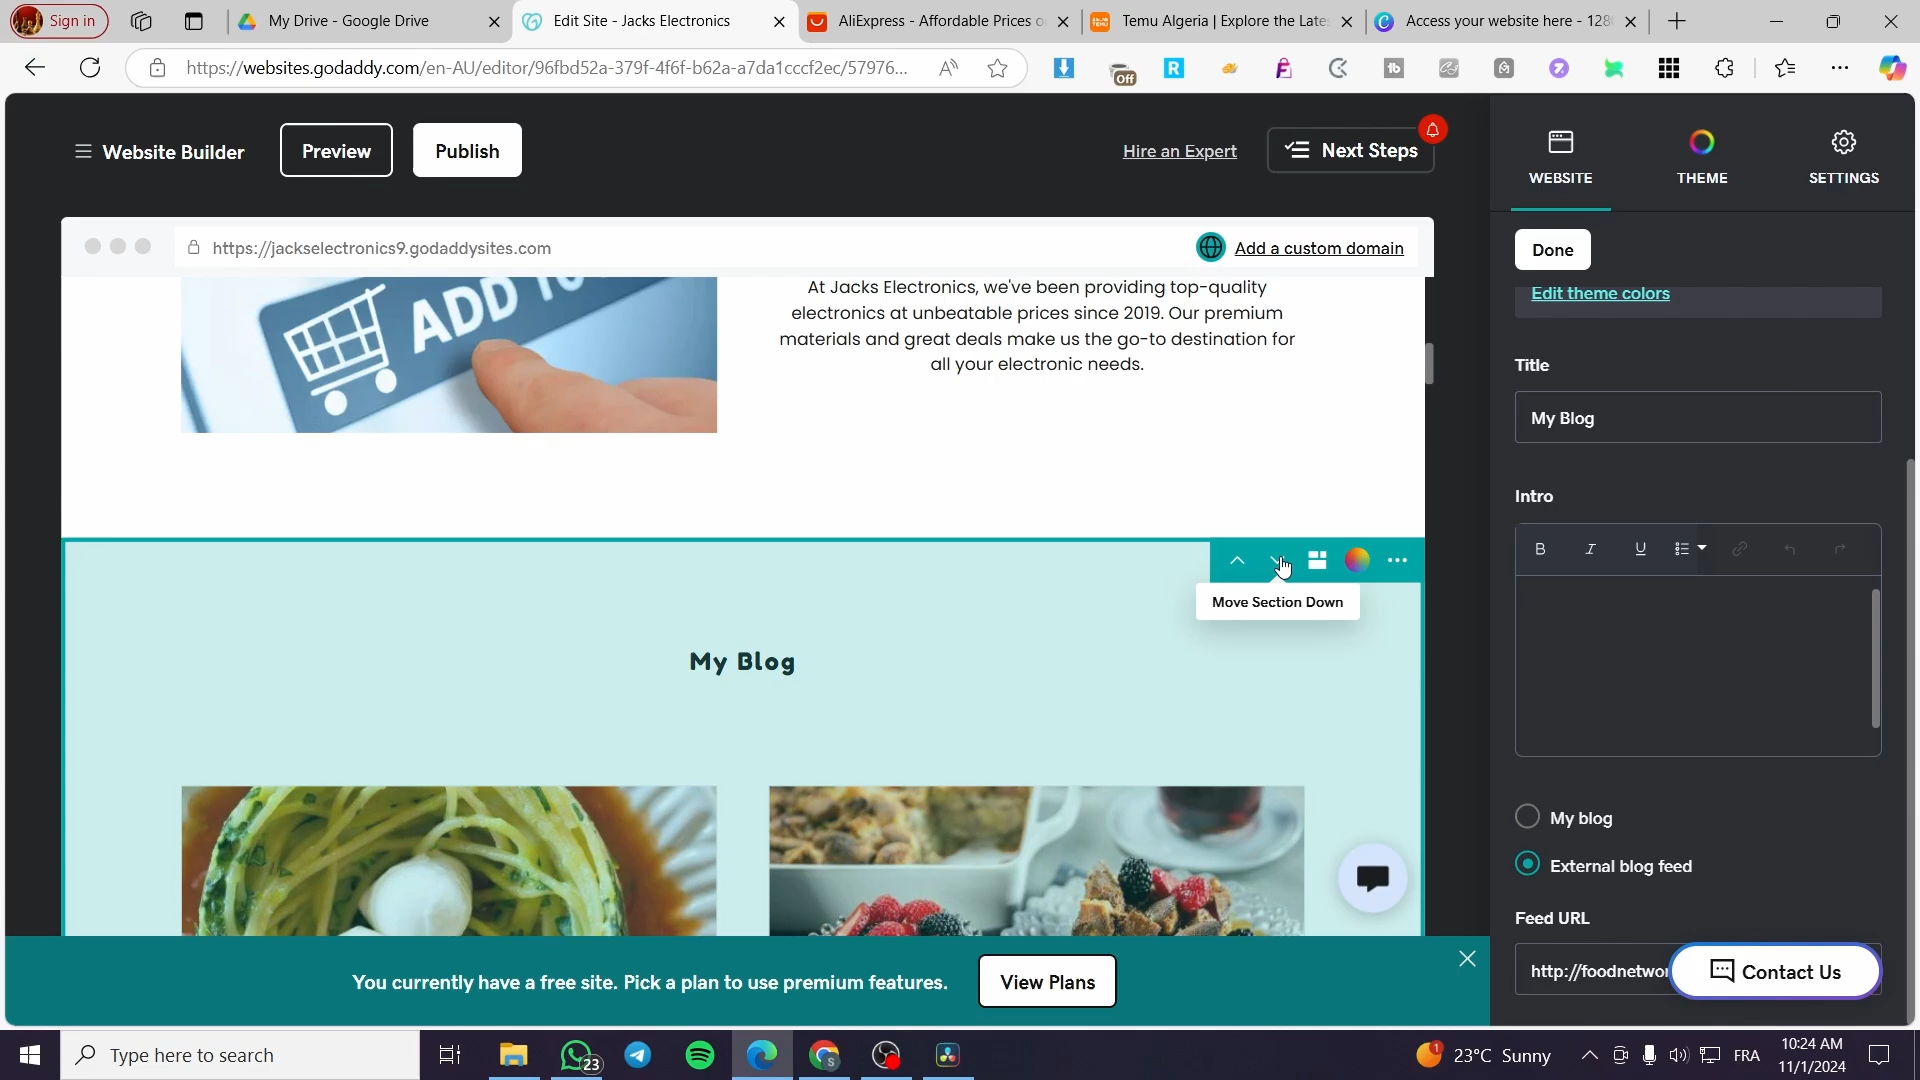 Sign in
My Drive - Google Drive
Edit Site - Jacks Electronics
AliExpress - Affordable Prices o
Temu Algeria | Explore the Late
Access your website here - 128
https://websites.godaddy.com/en-AU/editor/96fbd52a-379f-4f6f-b62a-a7da1cccf2ec/57976...
Off
Website Builder
Preview
Publish
Hire an Expert
Next Steps
WEBSITE
THEME
SETTINGS
https://jackselectronics9.godaddysites.com
Add a custom domain
Done
Edit theme colors
ADD TO
At Jacks Electronics, we've been providing top-quality
electronics at unbeatable prices since 2019. Our premium
materials and great deals make us the go-to destination for
all your electronic needs.
Title
My Blog
Intro
B I U
Move Section Down
My Blog
My blog
External blog feed
Feed URL
http://foodnetwor
Contact Us
You currently have a free site. Pick a plan to use premium features.
View Plans
Type here to search
23
1
23°C Sunny
FRA
10:24 AM
11/1/2024